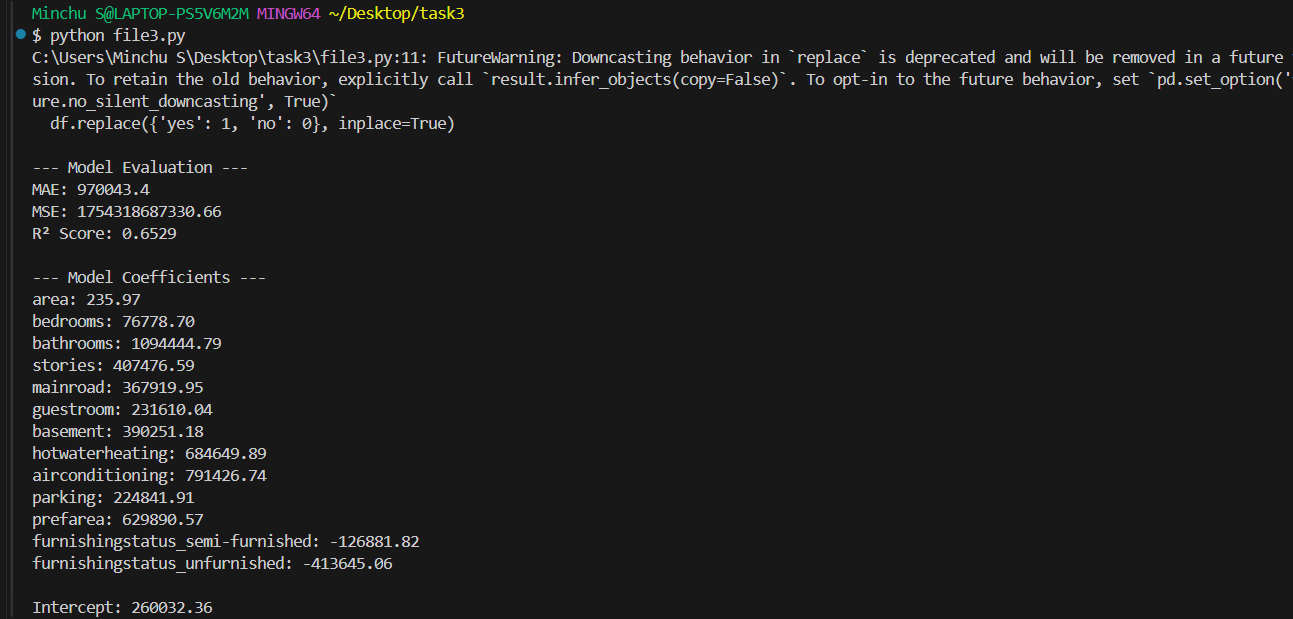 Minchu S@LAPTOP-PS5V6M2M MINGW64 ~/Desktop/task3
$ python file3.py
C:\Users\Minchu S\Desktop\task3\file3.py:11: FutureWarning: Downcasting behavior in `replace` is deprecated and will be removed in a future
sion. To retain the old behavior, explicitly call `result.infer_objects(copy=False)`. To opt-in to the future behavior, set `pd.set_option('
ure.no_silent_downcasting', True)`
  df.replace({'yes': 1, 'no': 0}, inplace=True)

--- Model Evaluation ---
MAE: 970043.4
MSE: 1754318687330.66
R² Score: 0.6529

--- Model Coefficients ---
area: 235.97
bedrooms: 76778.70
bathrooms: 1094444.79
stories: 407476.59
mainroad: 367919.95
guestroom: 231610.04
basement: 390251.18
hotwaterheating: 684649.89
airconditioning: 791426.74
parking: 224841.91
prefarea: 629890.57
furnishingstatus_semi-furnished: -126881.82
furnishingstatus_unfurnished: -413645.06

Intercept: 260032.36